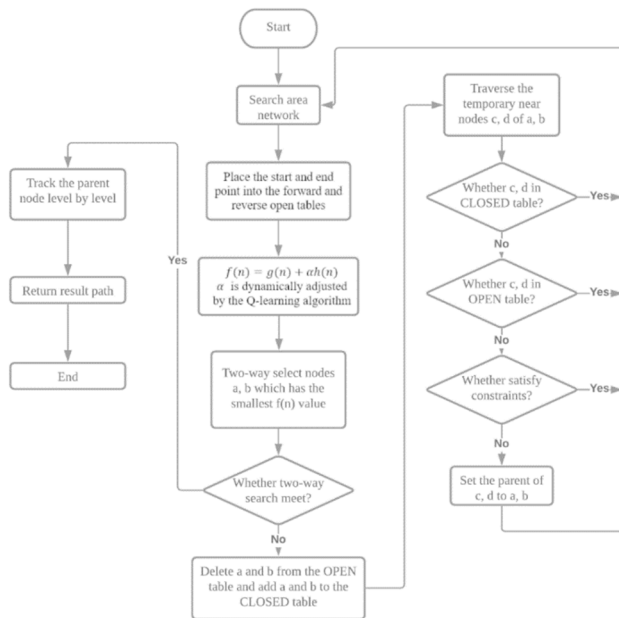 Start
Search area
network
Place the start and end
point into the forward and
reverse open tables
f(n) = g(n) + αh(n)
α is dynamically adjusted
by the Q-learning algorithm
Two-way select nodes
a, b which has the
smallest f(n) value
Whether two-way
search meet?
Yes
No
Track the parent
node level by level
Return result path
End
Delete a and b from the OPEN
table and add a and b to the
CLOSED table
Traverse the
temporary near
nodes c, d of a, b
Whether c, d in
CLOSED table?
Yes
No
Whether c, d in
OPEN table?
Yes
No
Whether satisfy
constraints?
Yes
No
Set the parent of
c, d to a, b